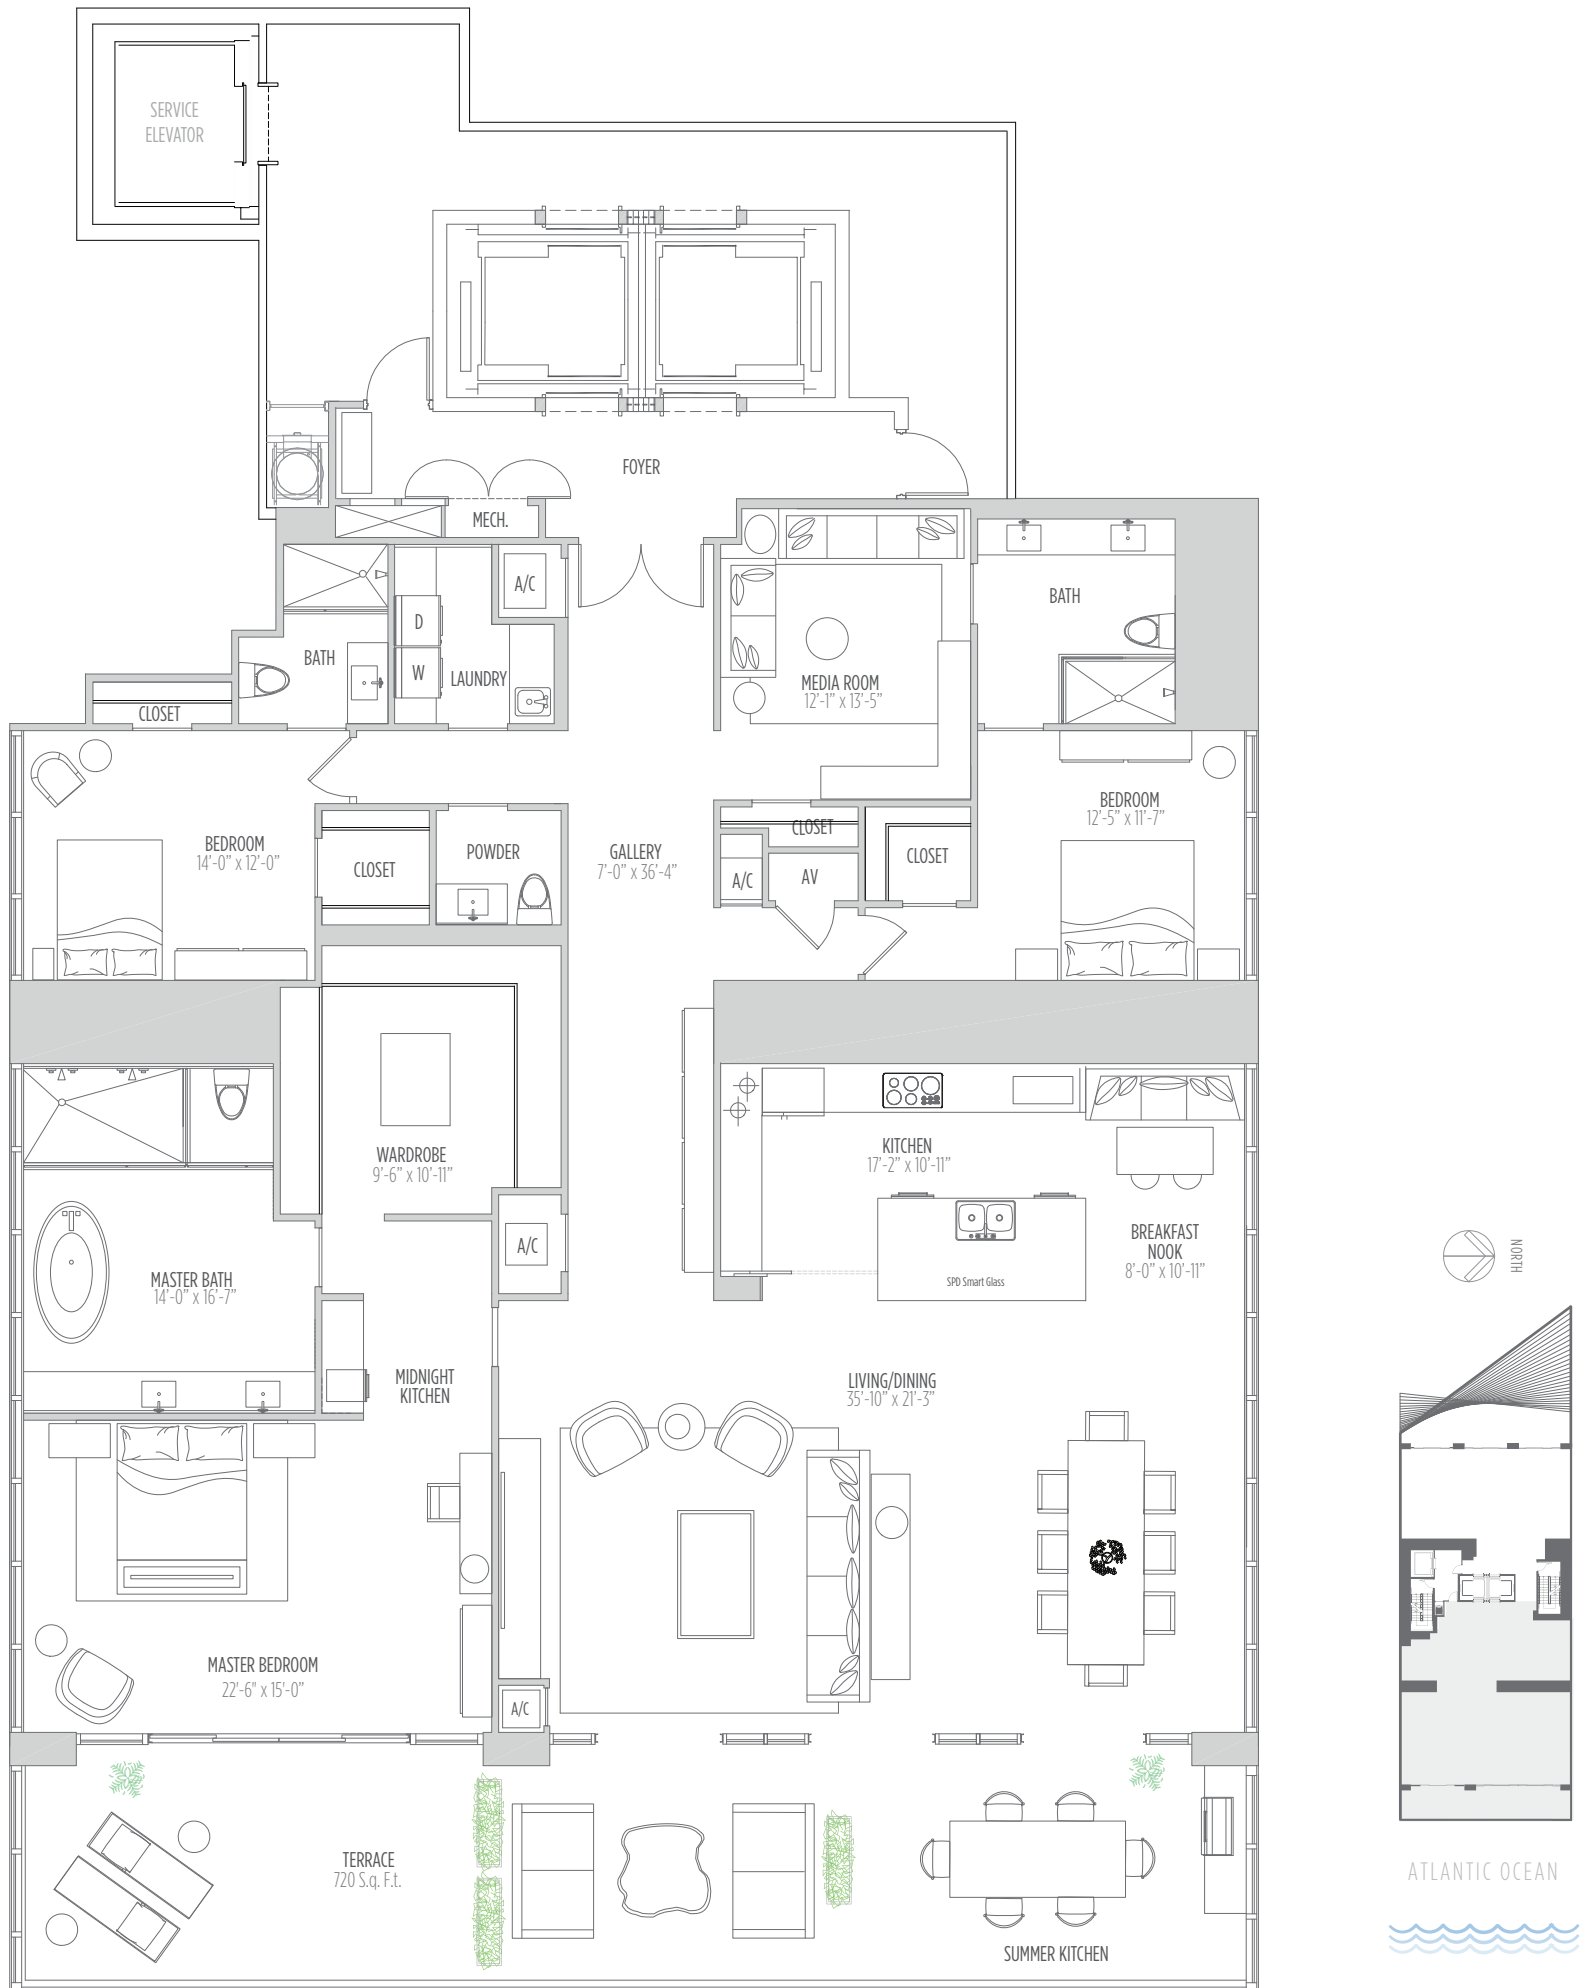 SERVICE
ELEVATOR
FOYER
MECH.
A/C
D
W
BATH
LAUNDRY
CLOSET
BATH
MEDIA ROOM
12'-1" x 13'-5"
BEDROOM
14'-0" x 12'-0"
CLOSET
POWDER
GALLERY
7'-0" x 36'-4"
CLOSET
A/C
AV
CLOSET
BEDROOM
12'-5" x 11'-7"
WARDROBE
9'-6" x 10'-11"
KITCHEN
17'-2" x 10'-11"
A/C
BREAKFAST
NOOK
8'-0" x 10'-11"
SPD Smart Glass
MASTER BATH
14'-0" x 16'-7"
MIDNIGHT
KITCHEN
LIVING/DINING
35'-10" x 21'-3"
MASTER BEDROOM
22'-6" x 15'-0"
A/C
TERRACE
720 S.q. F.t.
SUMMER KITCHEN
NORTH
ATLANTIC OCEAN